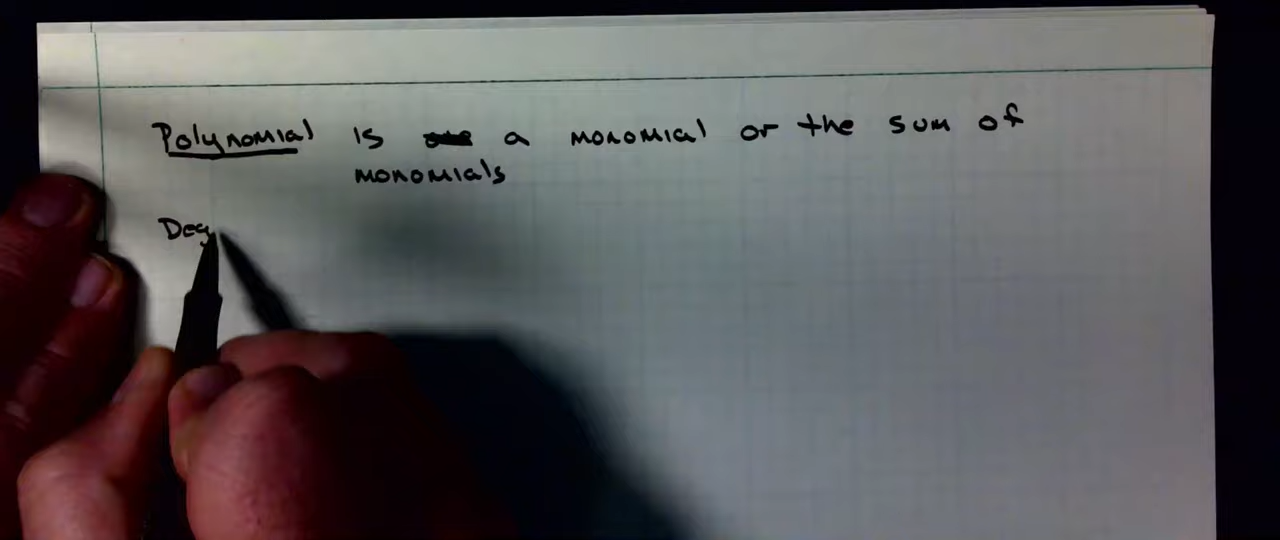 Polynomial is a monomial or the sum of
monomials
Deg